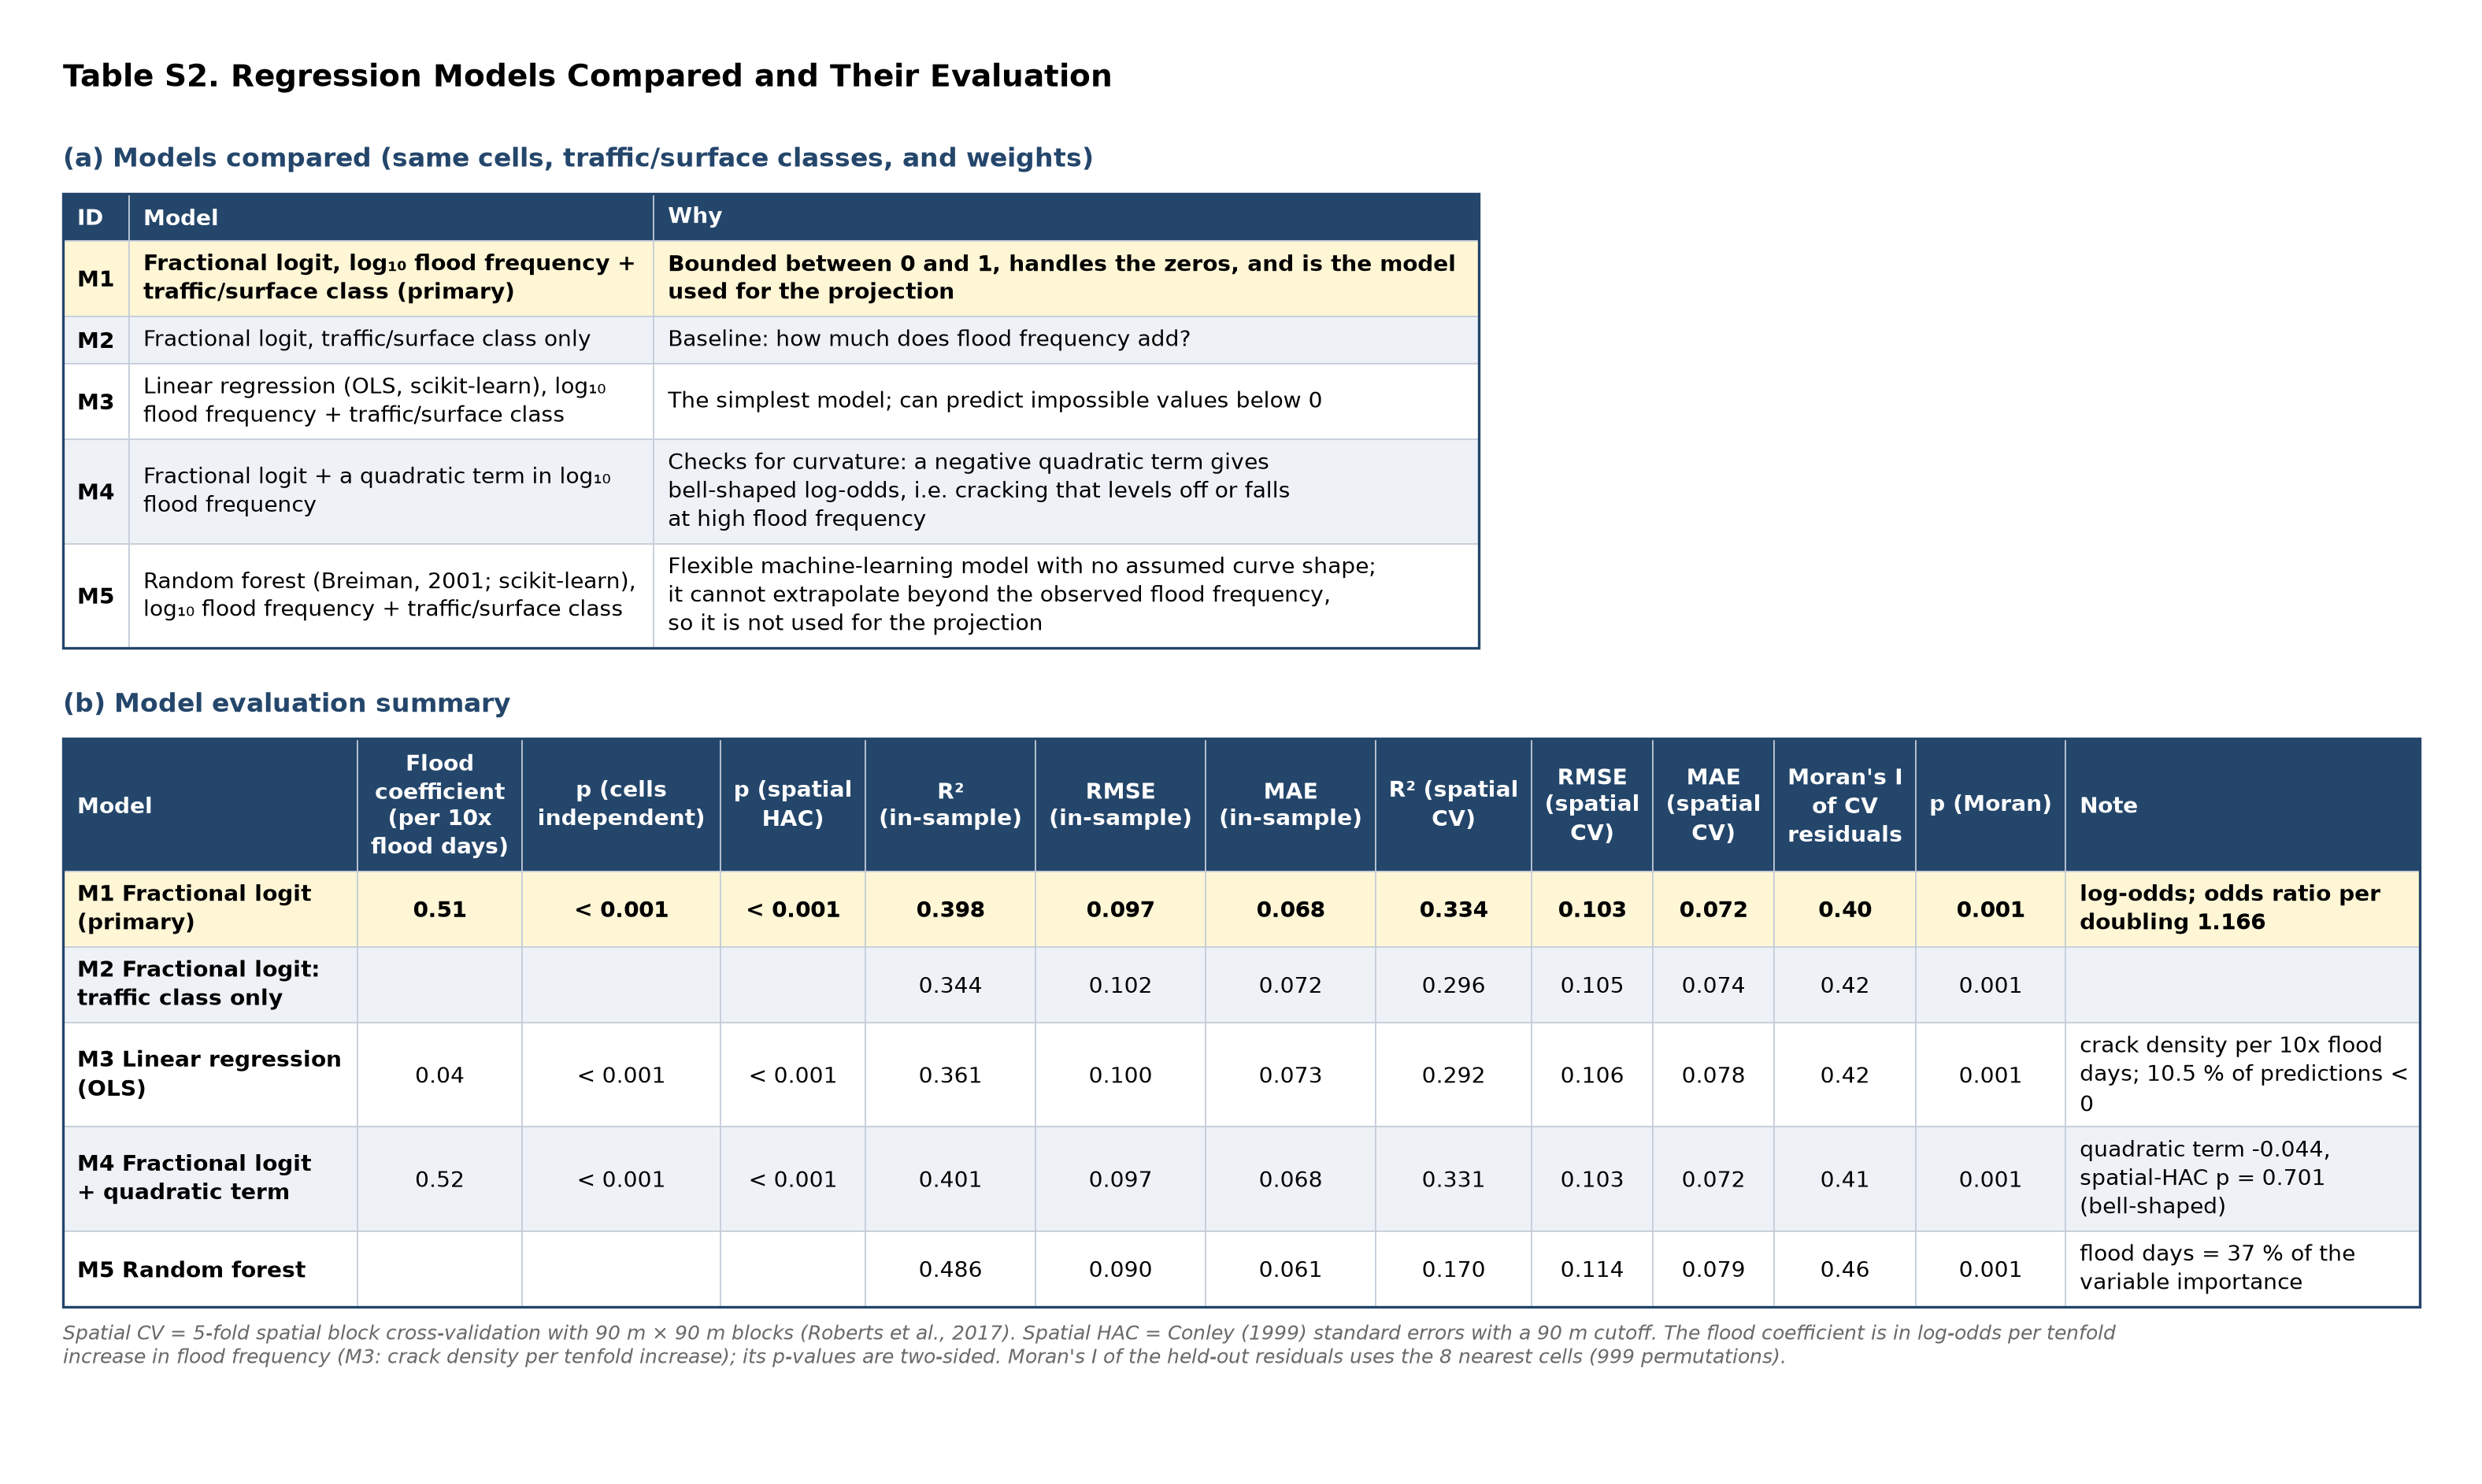 Table S2. Regression Models Compared and Their Evaluation
(a) Models compared (same cells, traffic/surface classes, and weights)
ID Model Why
M1 Fractional logit, log₁₀ flood frequency + traffic/surface class (primary) Bounded between 0 and 1, handles the zeros, and is the model used for the projection
M2 Fractional logit, traffic/surface class only Baseline: how much does flood frequency add?
M3 Linear regression (OLS, scikit-learn), log₁₀ flood frequency + traffic/surface class The simplest model; can predict impossible values below 0
M4 Fractional logit + a quadratic term in log₁₀ flood frequency Checks for curvature: a negative quadratic term gives bell-shaped log-odds, i.e. cracking that levels off or falls at high flood frequency
M5 Random forest (Breiman, 2001; scikit-learn), log₁₀ flood frequency + traffic/surface class Flexible machine-learning model with no assumed curve shape; it cannot extrapolate beyond the observed flood frequency, so it is not used for the projection
(b) Model evaluation summary
Model Flood coefficient (per 10x flood days) p (cells independent) p (spatial HAC) R² (in-sample) RMSE (in-sample) MAE (in-sample) R² (spatial CV) RMSE (spatial CV) MAE (spatial CV) Moran's I of CV residuals p (Moran) Note
M1 Fractional logit (primary) 0.51 < 0.001 < 0.001 0.398 0.097 0.068 0.334 0.103 0.072 0.40 0.001 log-odds; odds ratio per doubling 1.166
M2 Fractional logit: traffic class only 0.344 0.102 0.072 0.296 0.105 0.074 0.42 0.001
M3 Linear regression (OLS) 0.04 < 0.001 < 0.001 0.361 0.100 0.073 0.292 0.106 0.078 0.42 0.001 crack density per 10x flood days; 10.5 % of predictions < 0
M4 Fractional logit + quadratic term 0.52 < 0.001 < 0.001 0.401 0.097 0.068 0.331 0.103 0.072 0.41 0.001 quadratic term -0.044, spatial-HAC p = 0.701 (bell-shaped)
M5 Random forest 0.486 0.090 0.061 0.170 0.114 0.079 0.46 0.001 flood days = 37 % of the variable importance
Spatial CV = 5-fold spatial block cross-validation with 90 m × 90 m blocks (Roberts et al., 2017). Spatial HAC = Conley (1999) standard errors with a 90 m cutoff. The flood coefficient is in log-odds per tenfold
increase in flood frequency (M3: crack density per tenfold increase); its p-values are two-sided. Moran's I of the held-out residuals uses the 8 nearest cells (999 permutations).